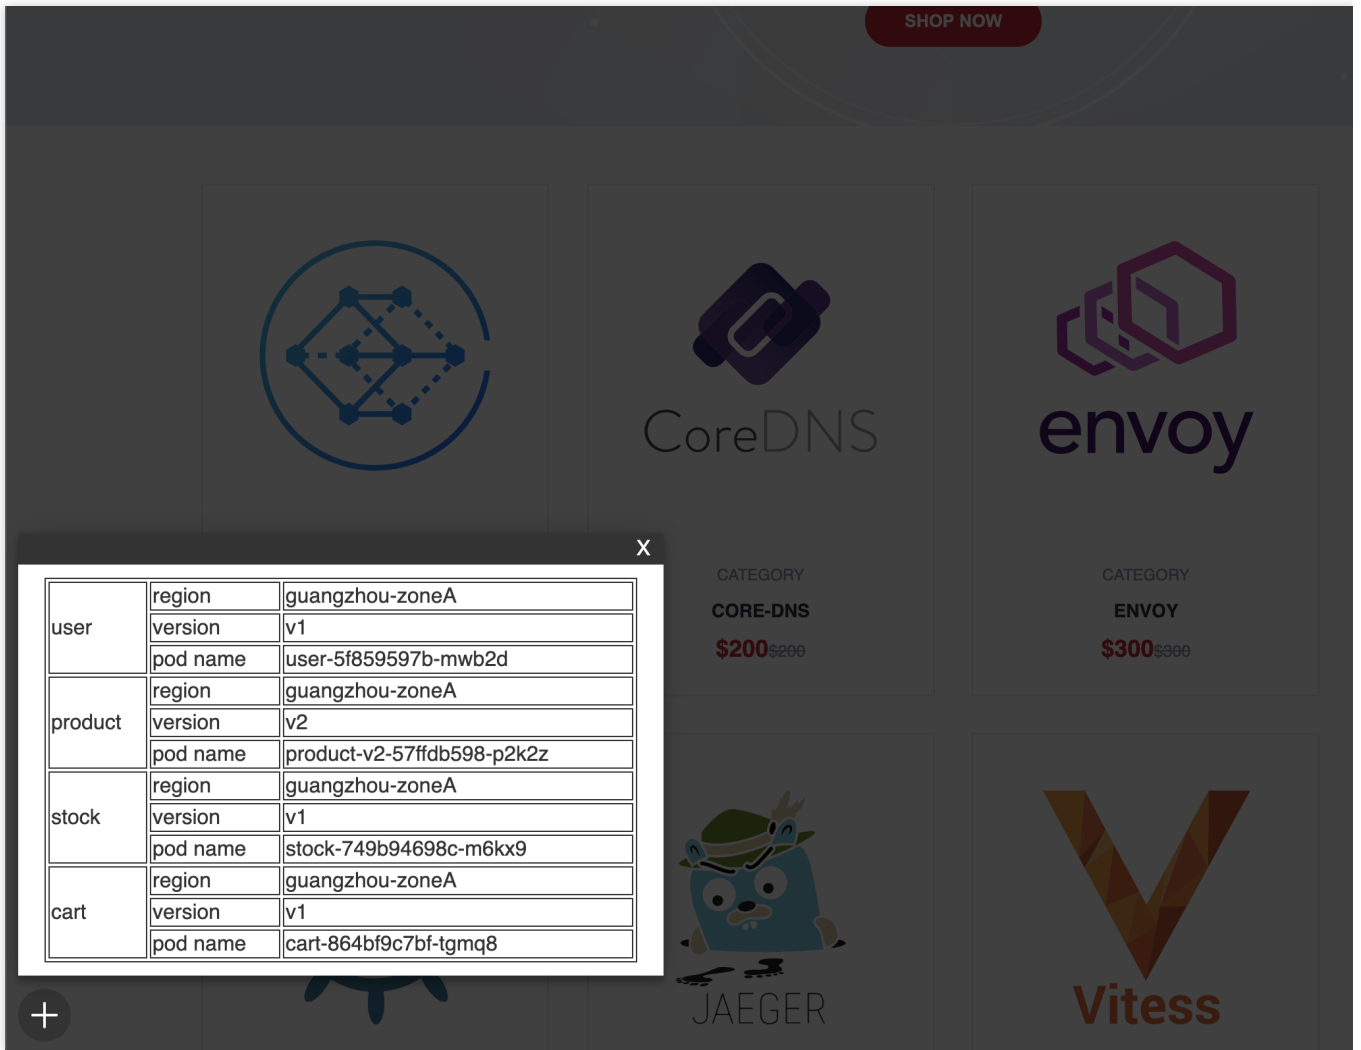 SHOP NOW
CoreDNS
envoy
X
user
region guangzhou-zoneA
version v1
pod name user-5f859597b-mwb2d
product
region guangzhou-zoneA
version v2
pod name product-v2-57ffdb598-p2k2z
stock
region guangzhou-zoneA
version v1
pod name stock-749b94698c-m6kx9
cart
region guangzhou-zoneA
version v1
pod name cart-864bf9c7bf-tgmq8
CATEGORY
CORE-DNS
$200 $200
CATEGORY
ENVOY
$300 $300
JAEGER
Vitess